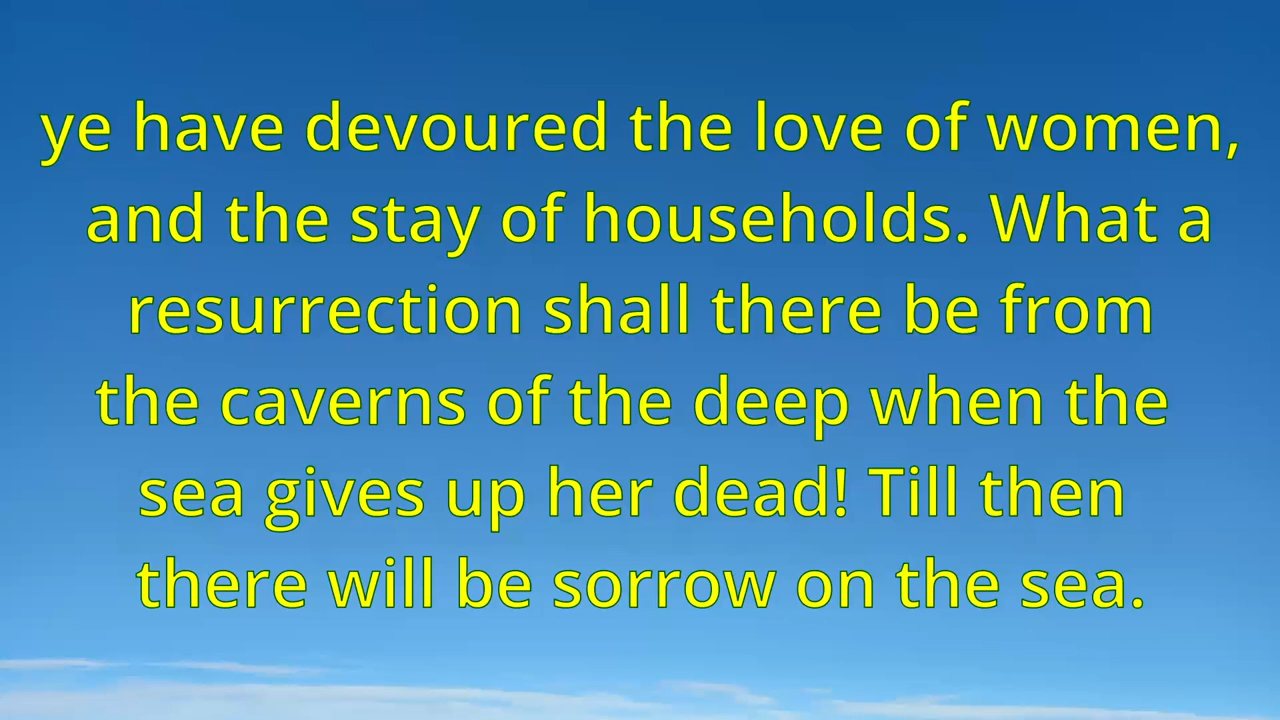 ye have devoured the love of women,
and the stay of households. What a
resurrection shall there be from
the caverns of the deep when the
sea gives up her dead! Till then
there will be sorrow on the sea.